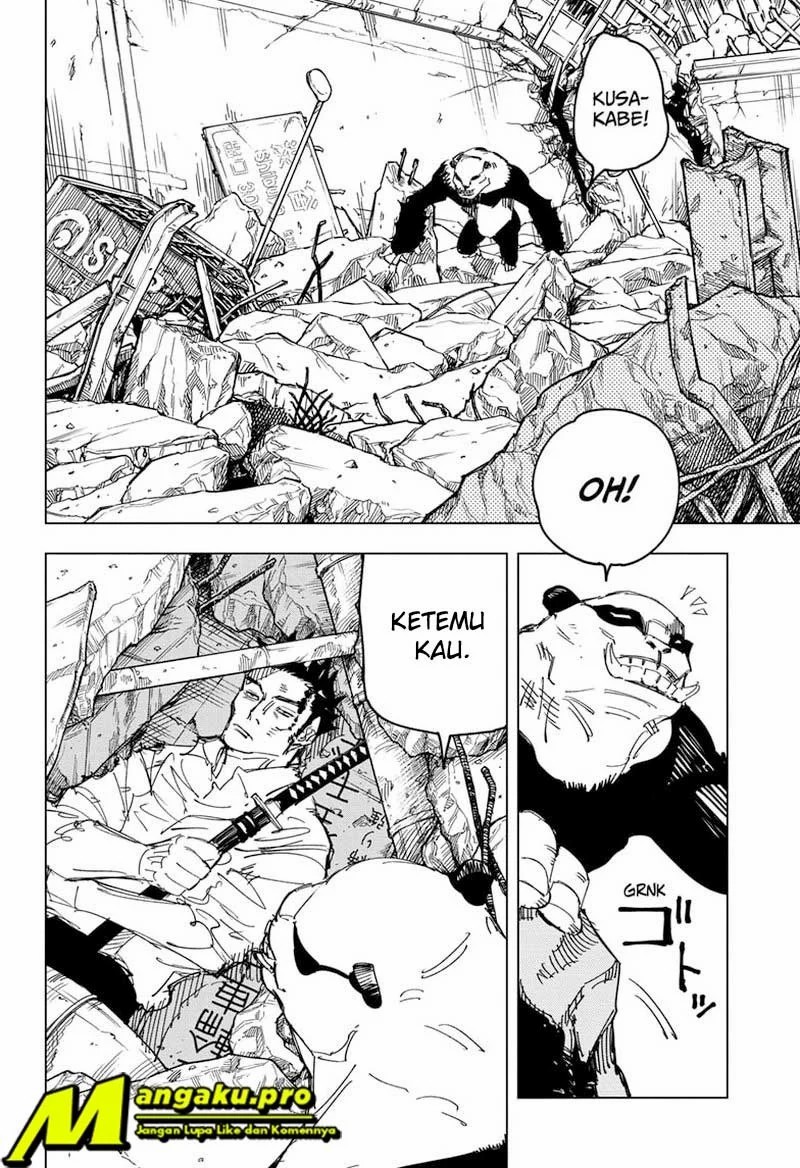 KUSA-
KABE!
OH!
GRNK
ゴトッ
KETEMU
KAU.
Mangaku.pro
Jangan Lupa Like dan Komennya